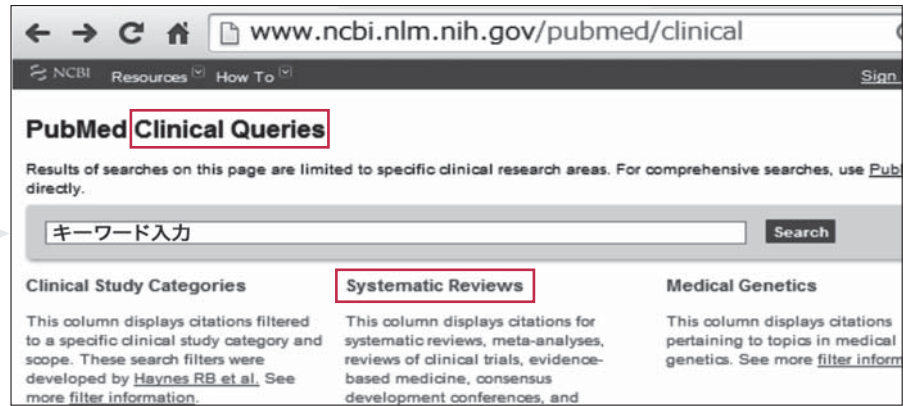 www.ncbi.nlm.nih.gov/pubmed/clinical
NCBI Resources How To Sign
PubMed Clinical Queries
Results of searches on this page are limited to specific clinical research areas. For comprehensive searches, use Pub
directly.
キーワード入力 Search
Clinical Study Categories
This column displays citations filtered
to a specific clinical study category and
scope. These search filters were
developed by Haynes RB et al. See
more filter information.
Systematic Reviews
This column displays citations for
systematic reviews, meta-analyses,
reviews of clinical trials, evidence-
based medicine, consensus
development conferences, and
Medical Genetics
This column displays citations
pertaining to topics in medical
genetics. See more filter inform